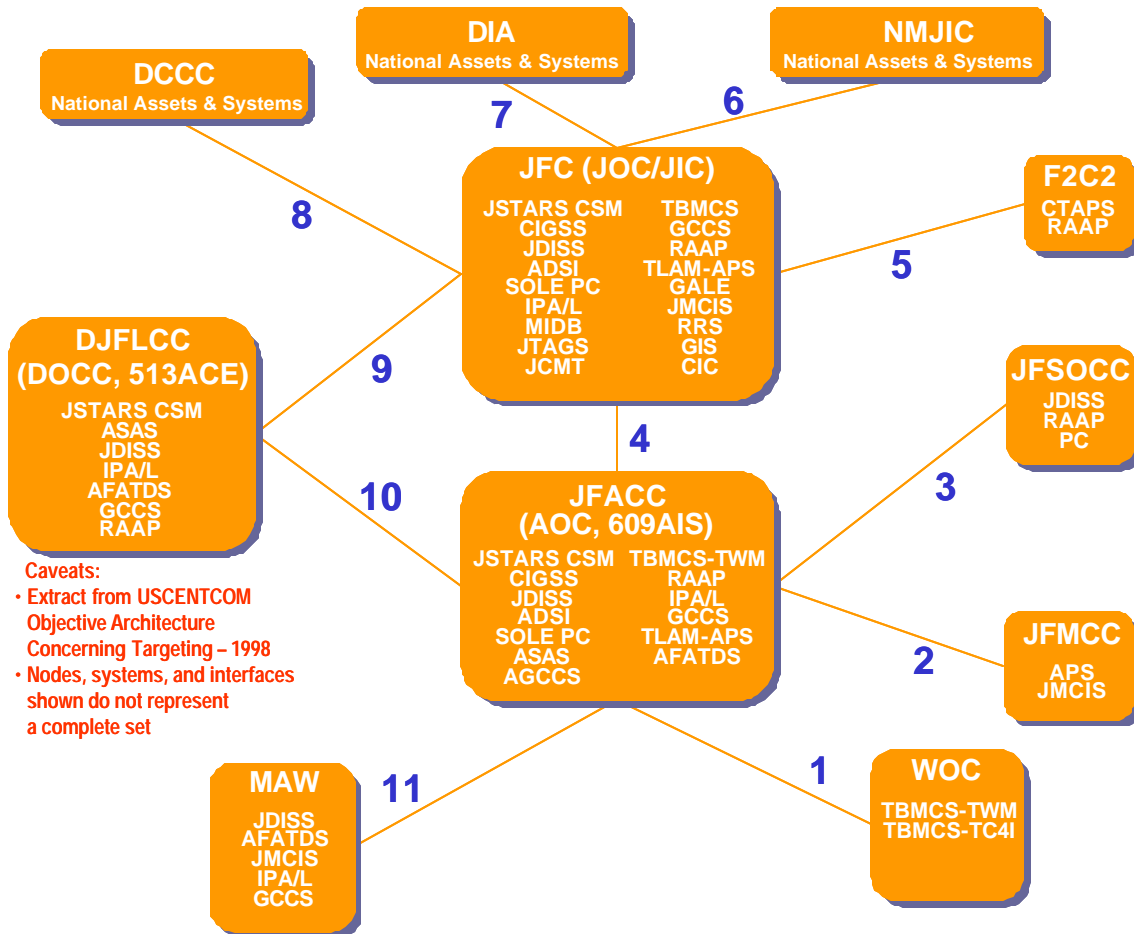 DIA
National Assets & Systems
NMJIC
National Assets & Systems
DCCC
National Assets & Systems
7
6
8
JFC (JOC/JIC)
JSTARS CSM
CIGSS
JDISS
ADSI
SOLE PC
IPA/L
MIDB
JTAGS
JCMT
TBMCS
GCCS
RAAP
TLAM-APS
GALE
JMCIS
RRS
GIS
CIC
F2C2
CTAPS
RAAP
5
DJFLCC
(DOCC, 513ACE)
JSTARS CSM
ASAS
JDISS
IPA/L
AFATDS
GCCS
RAAP
9
4
10
JFSOCC
JDISS
RAAP
PC
3
JFACC
(AOC, 609AIS)
JSTARS CSM
CIGSS
JDISS
ADSI
SOLE PC
ASAS
AGCCS
TBMCS-TWM
RAAP
IPA/L
GCCS
TLAM-APS
AFATDS
Caveats:
• Extract from USCENTCOM
Objective Architecture
Concerning Targeting – 1998
• Nodes, systems, and interfaces
shown do not represent
a complete set
JFMCC
APS
JMCIS
2
MAW
JDISS
AFATDS
JMCIS
IPA/L
GCCS
11
1
WOC
TBMCS-TWM
TBMCS-TC4I